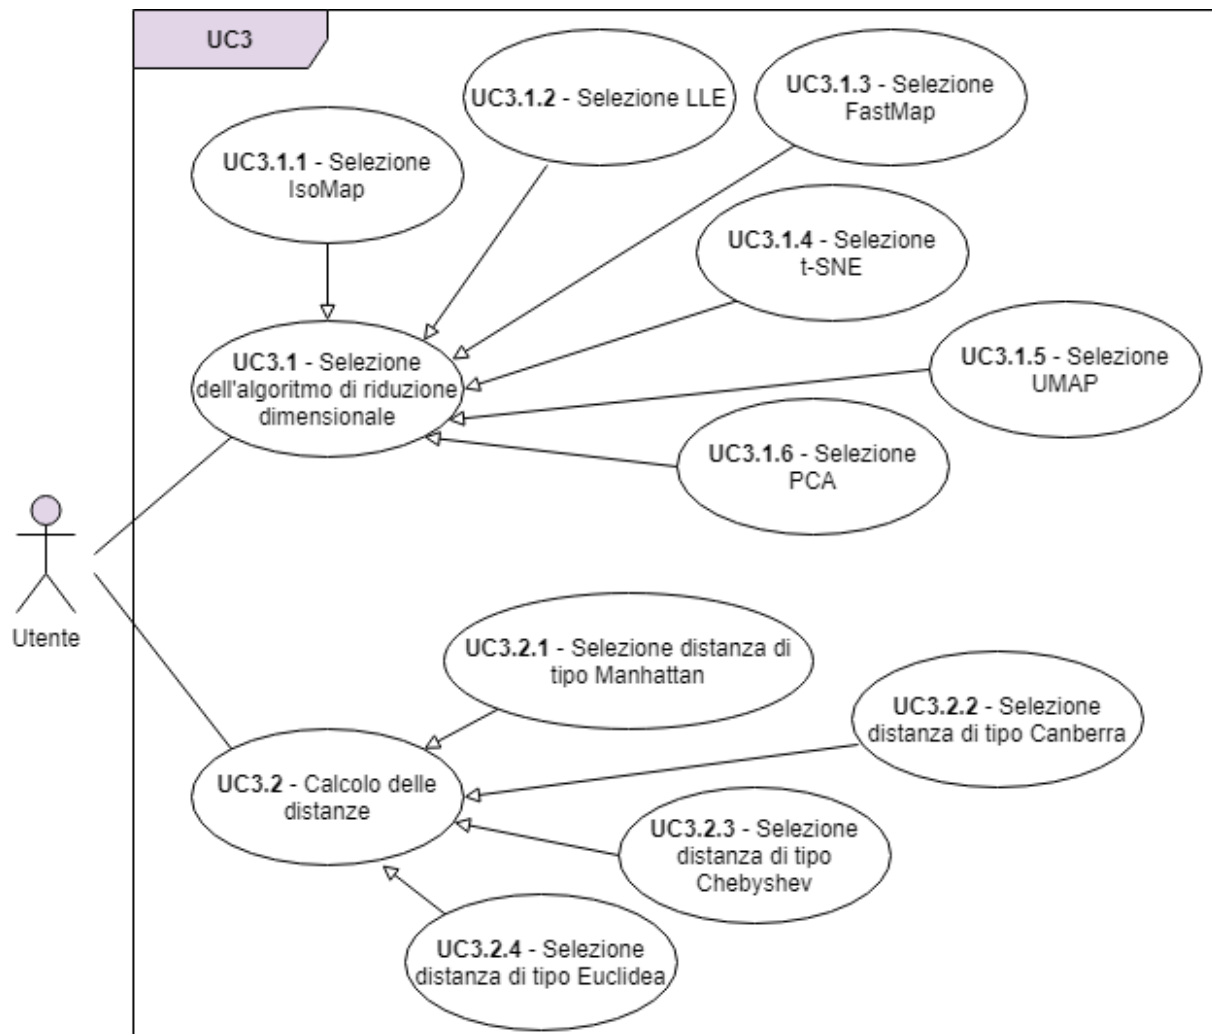 UC3
UC3.1.2 - Selezione LLE
UC3.1.3 - Selezione
FastMap
UC3.1.1 - Selezione
IsoMap
UC3.1.4 - Selezione
t-SNE
UC3.1 - Selezione
dell'algoritmo di riduzione
dimensionale
UC3.1.5 - Selezione
UMAP
UC3.1.6 - Selezione
PCA
Utente
UC3.2.1 - Selezione distanza di
tipo Manhattan
UC3.2.2 - Selezione
distanza di tipo Canberra
UC3.2 - Calcolo delle
distanze
UC3.2.3 - Selezione
distanza di tipo
Chebyshev
UC3.2.4 - Selezione
distanza di tipo Euclidea